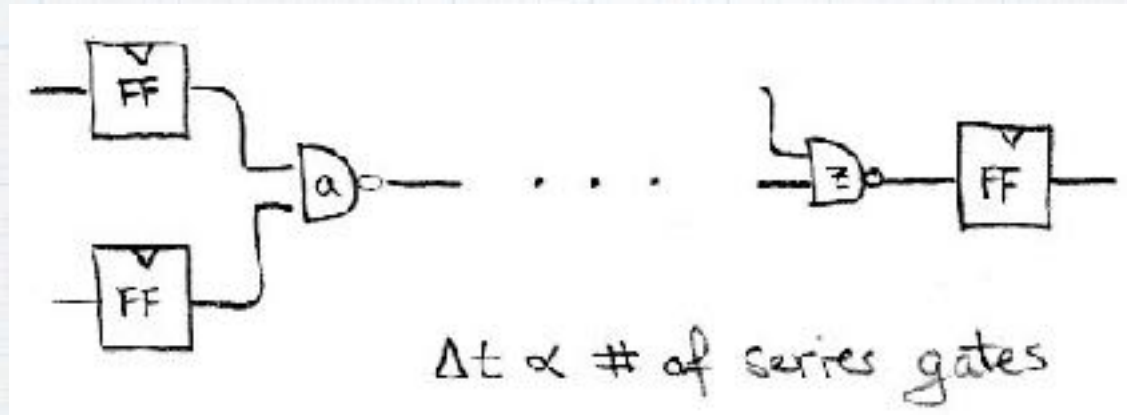 FF
a
. . .
z
FF
FF
Δt ∝ # of series gates